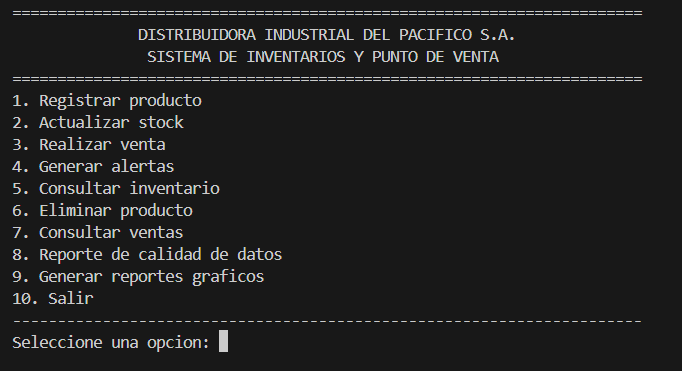 ======================================================================
DISTRIBUIDORA INDUSTRIAL DEL PACIFICO S.A.
SISTEMA DE INVENTARIOS Y PUNTO DE VENTA
======================================================================
1. Registrar producto
2. Actualizar stock
3. Realizar venta
4. Generar alertas
5. Consultar inventario
6. Eliminar producto
7. Consultar ventas
8. Reporte de calidad de datos
9. Generar reportes graficos
10. Salir
----------------------------------------------------------------------
Seleccione una opcion: